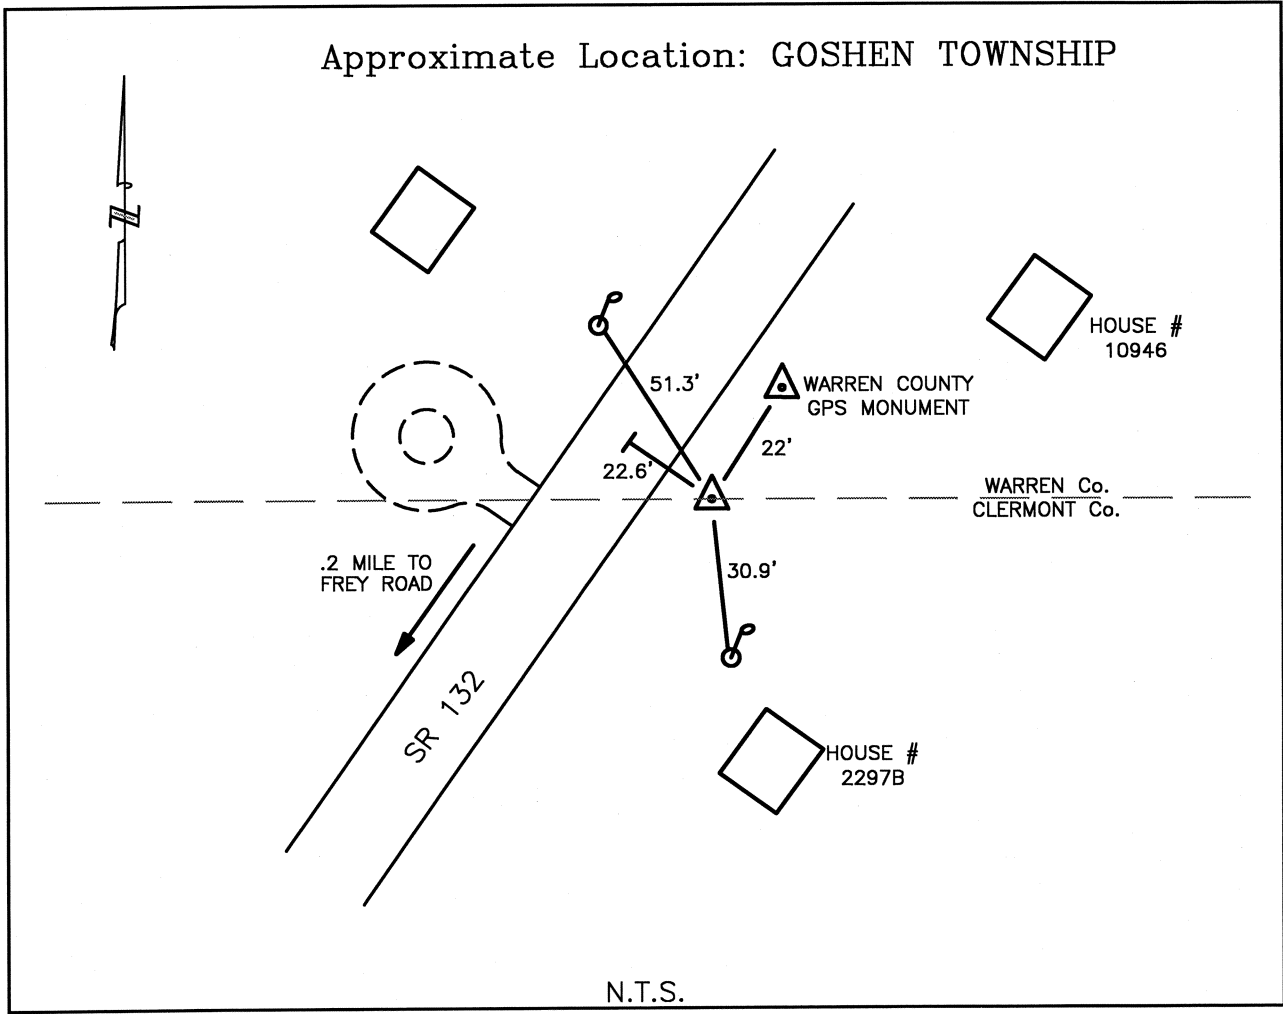 Approximate Location: GOSHEN TOWNSHIP
N
HOUSE #
10946
51.3'
WARREN COUNTY
GPS MONUMENT
22'
22.6'
WARREN Co.
CLERMONT Co.
.2 MILE TO
FREY ROAD
30.9'
SR 132
HOUSE #
2297B
N.T.S.